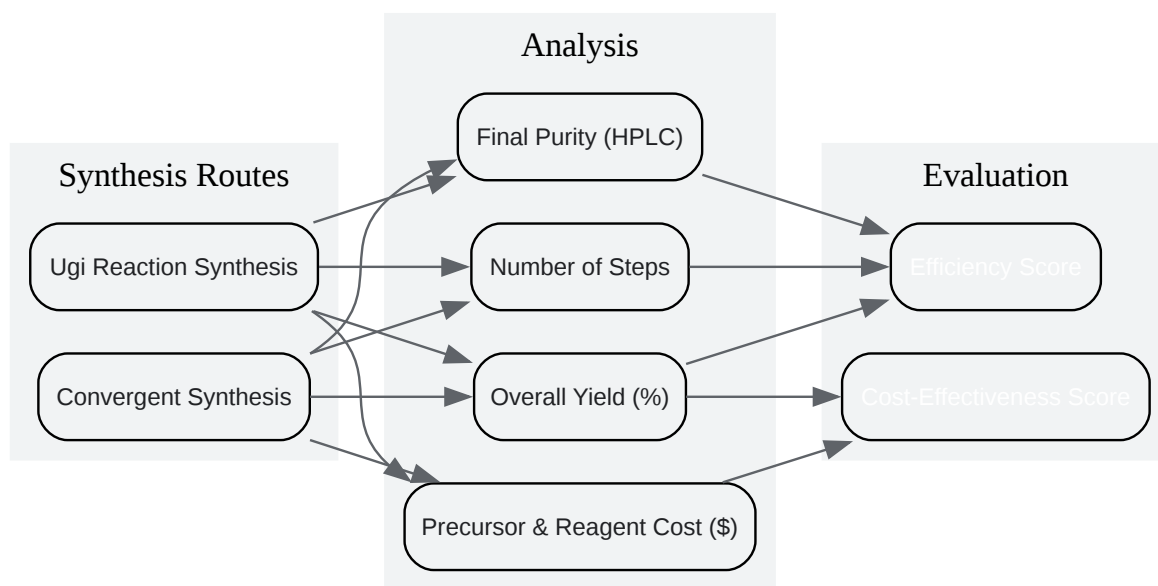 Synthesis Routes
Ugi Reaction Synthesis
Convergent Synthesis
Analysis
Final Purity (HPLC)
Number of Steps
Overall Yield (%)
Precursor & Reagent Cost ($)
Evaluation
Efficiency Score
Cost-Effectiveness Score